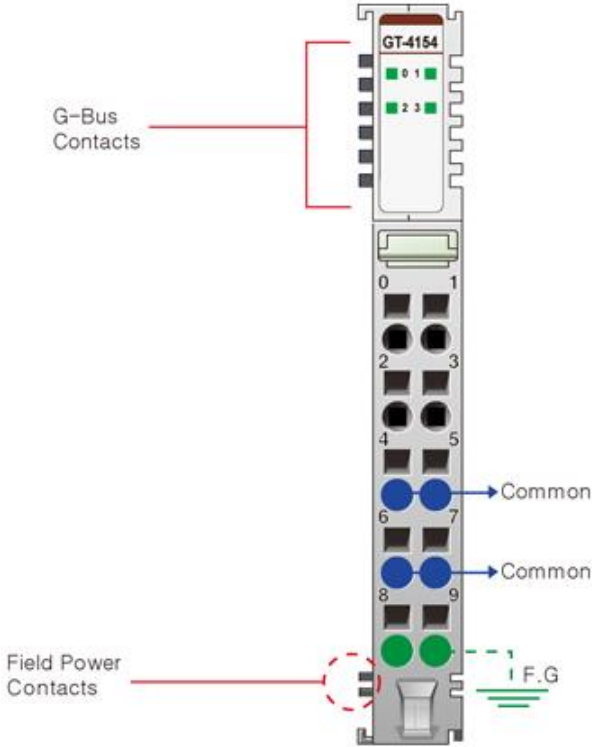 GT-4154
0 1
2 3
G-Bus
Contacts
0 1
2 3
4 5
Common
6 7
Common
8 9
Field Power
Contacts
F.G